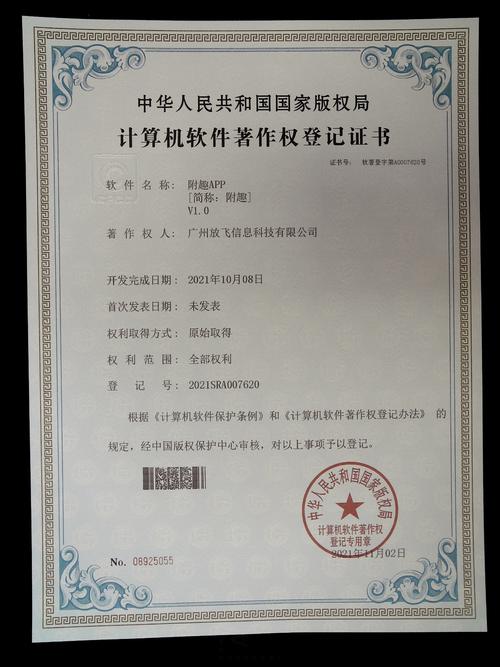 中华人民共和国国家版权局
计算机软件著作权登记证书
证书号: 软著登字第A0007620号
软件名称: 附趣APP
[简称:附趣]
V1.0
著作权人: 广州放飞信息科技有限公司
开发完成日期: 2021年10月08日
首次发表日期: 未发表
权利取得方式: 原始取得
权利范围: 全部权利
登记号: 2021SRA007620
根据《计算机软件保护条例》和《计算机软件著作权登记办法》的
规定,经中国版权保护中心审核,对以上事项予以登记。
中华人民共和国国家版权局
计算机软件著作权
登记专用章
2021年11月02日
No. 08925055